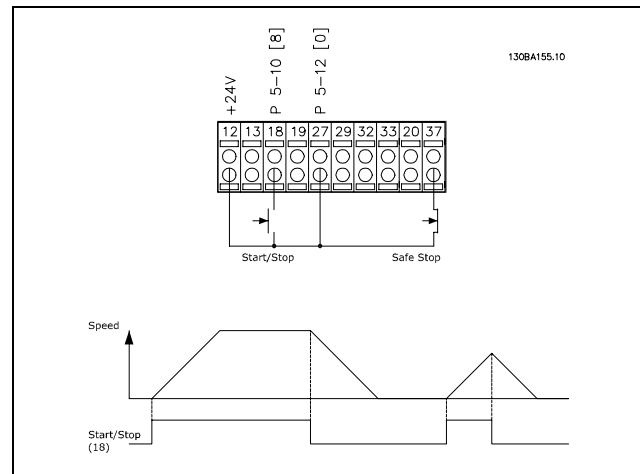 130BA155.10
+24V
P 5-10 [8]
P 5-12 [0]
12 13 18 19 27 29 32 33 20 37
Start/Stop Safe Stop
Speed
Start/Stop
(18)